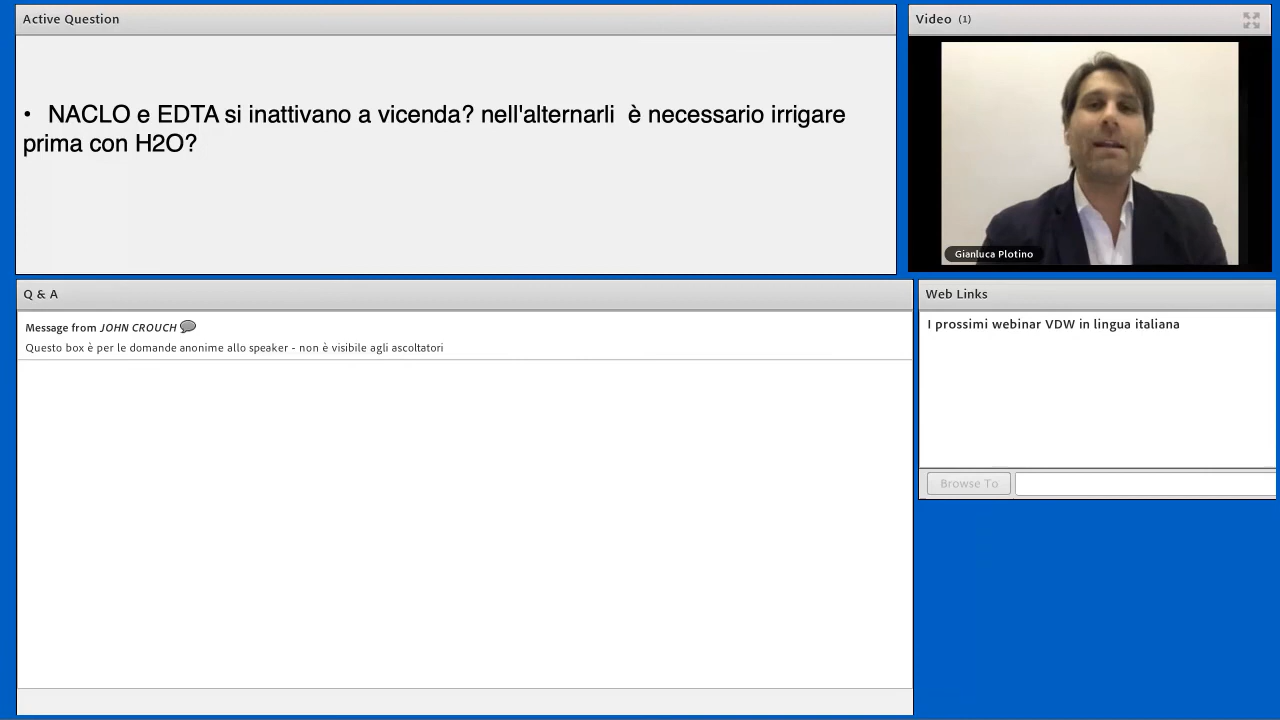 Active Question
• NACLO e EDTA si inattivano a vicenda? nell'alternarli è necessario irrigare
prima con H2O?
Video (1)
Gianluca Plotino
Q & A
Message from JOHN CROUCH
Questo box è per le domande anonime allo speaker - non è visibile agli ascoltatori
Web Links
I prossimi webinar VDW in lingua italiana
Browse To